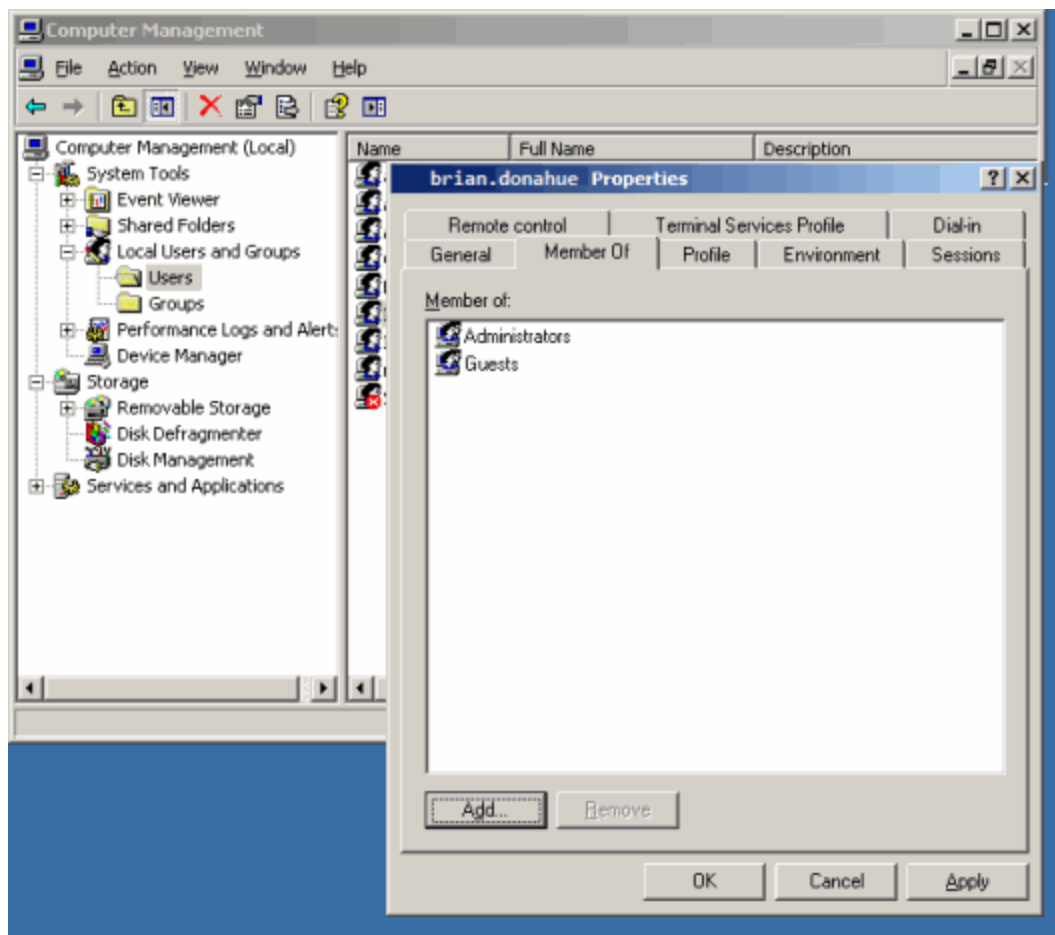 Computer Management
File Action View Window Help
Computer Management (Local)
System Tools
Event Viewer
Shared Folders
Local Users and Groups
Users
Groups
Performance Logs and Alert
Device Manager
Storage
Removable Storage
Disk Defragmenter
Disk Management
Services and Applications
Name Full Name Description
brian.donahue Properties
Remote control Terminal Services Profile Dial-in
General Member Of Profile Environment Sessions
Member of:
Administrators
Guests
Add... Remove
OK Cancel Apply